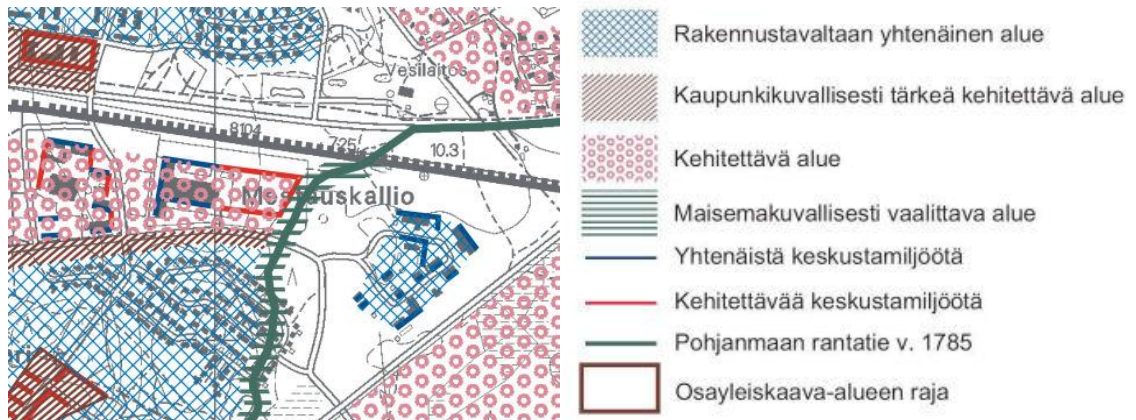 Vesilaitos
8104
725
10.3
Rakennustavaltaan yhtenäinen alue
Kaupunkikuvallisesti tärkeä kehitettävä alue
Kehitettävä alue
Maisemakuvallisesti vaalittava alue
Yhtenäistä keskustamiljöötä
Kehitettävää keskustamiljöötä
Pohjanmaan rantatie v. 1785
Osayleiskaava-alueen raja